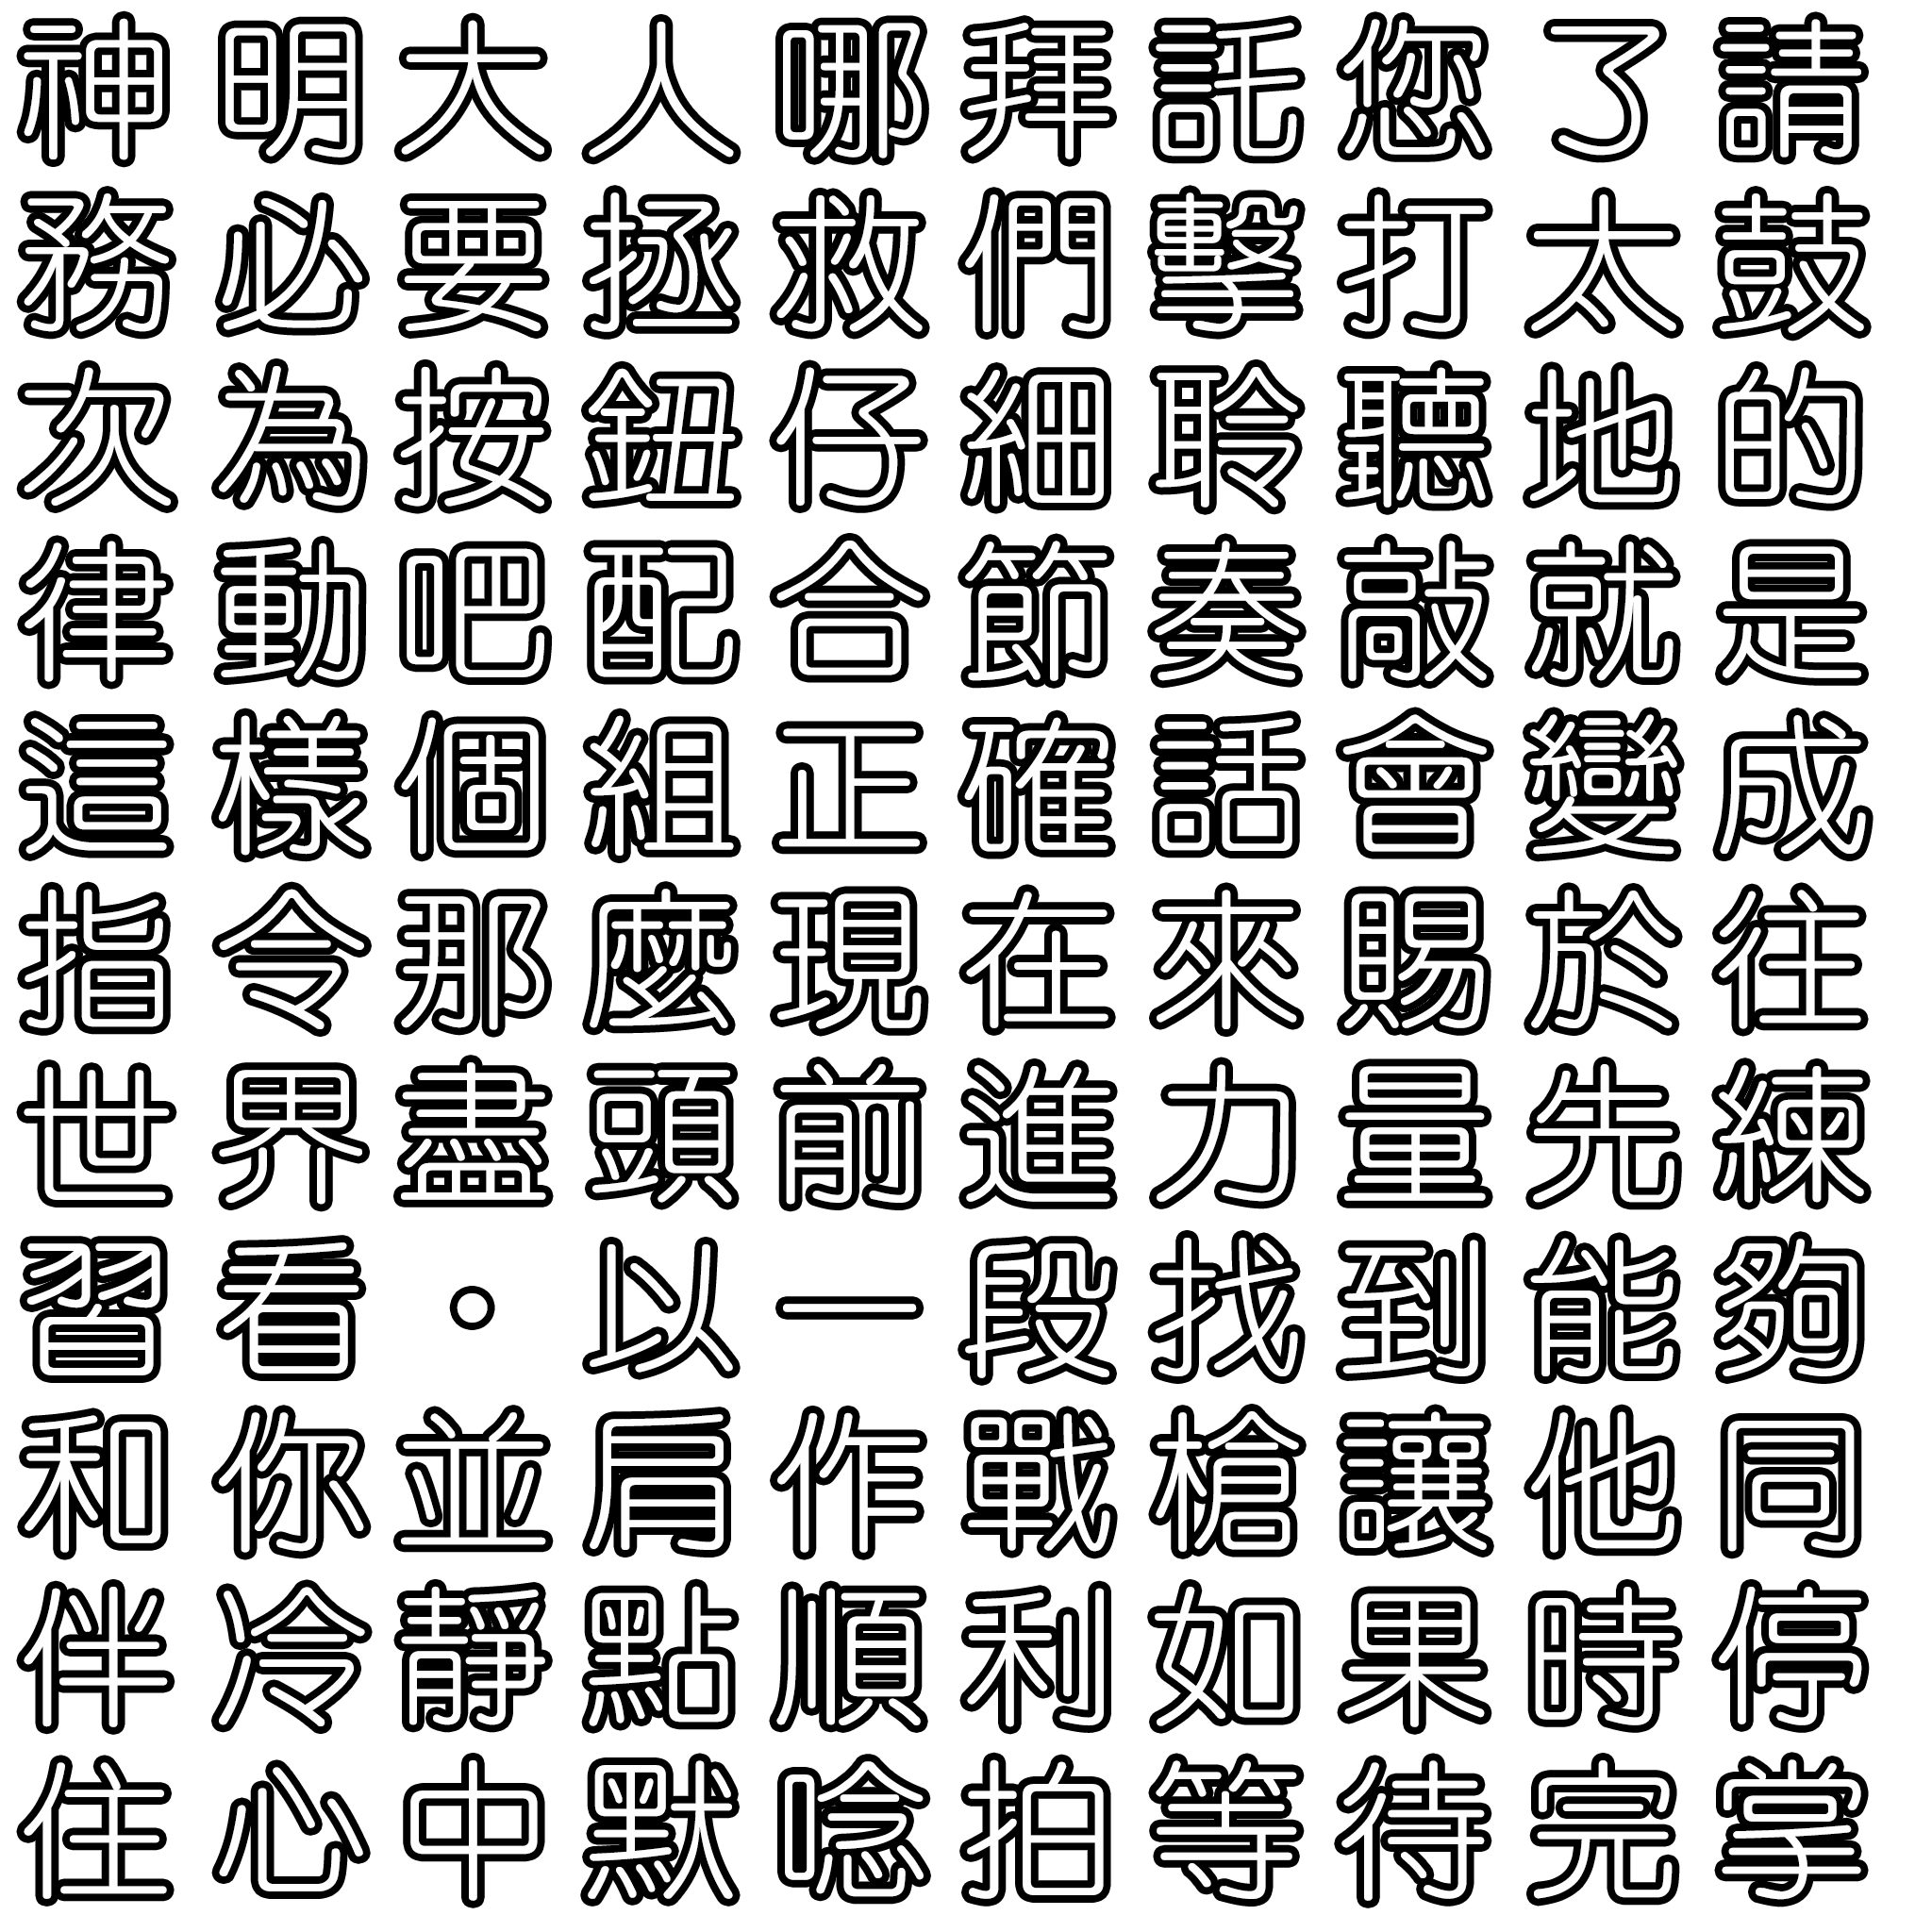 神明大人哪拜託您了請
務必要拯救們擊打太鼓
次為按鈕仔細聆聽地的
律動吧配合節奏敲就是
這樣個組正確話會變成
指令那麼現在來賜於往
世界盡頭前進力量先練
習看·以一段找到能夠
和你並肩作戰槍讓他同
伴冷靜點順利如果時停
住心中默唸拍等待完掌